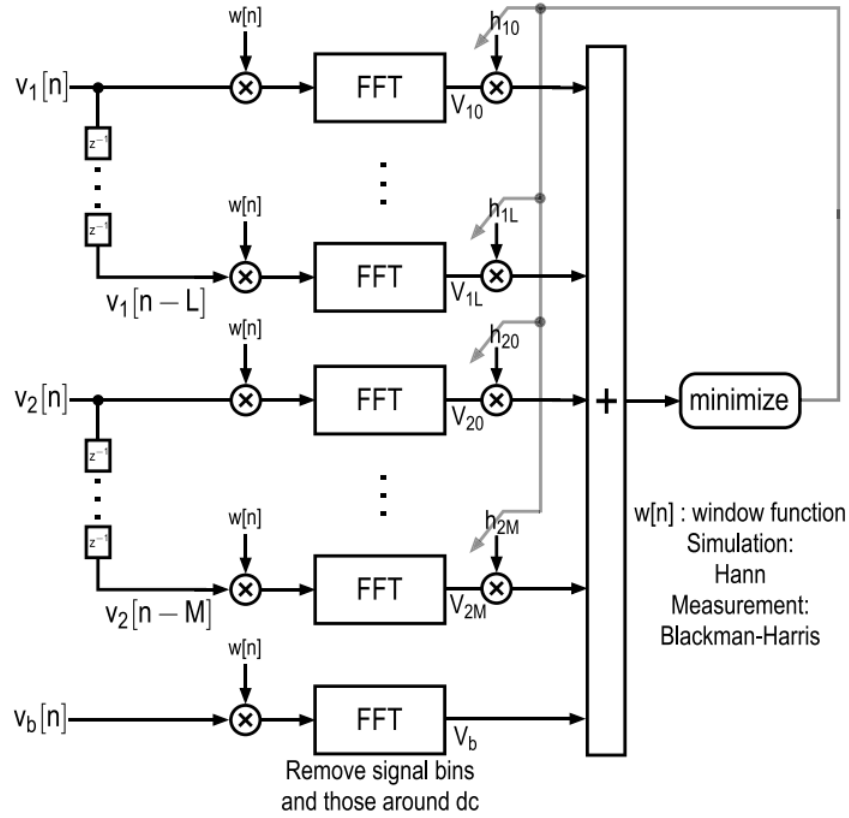 w[n]
h10
v1[n]
FFT
V10
z−1
z−1
w[n]
h1L
v1[n − L]
FFT
V1L
w[n]
h20
v2[n]
FFT
V20
+
minimize
z−1
z−1
w[n]
h2M
v2[n − M]
FFT
V2M
w[n] : window function
Simulation:
Hann
Measurement:
Blackman-Harris
w[n]
vb[n]
FFT
Vb
Remove signal bins
and those around dc